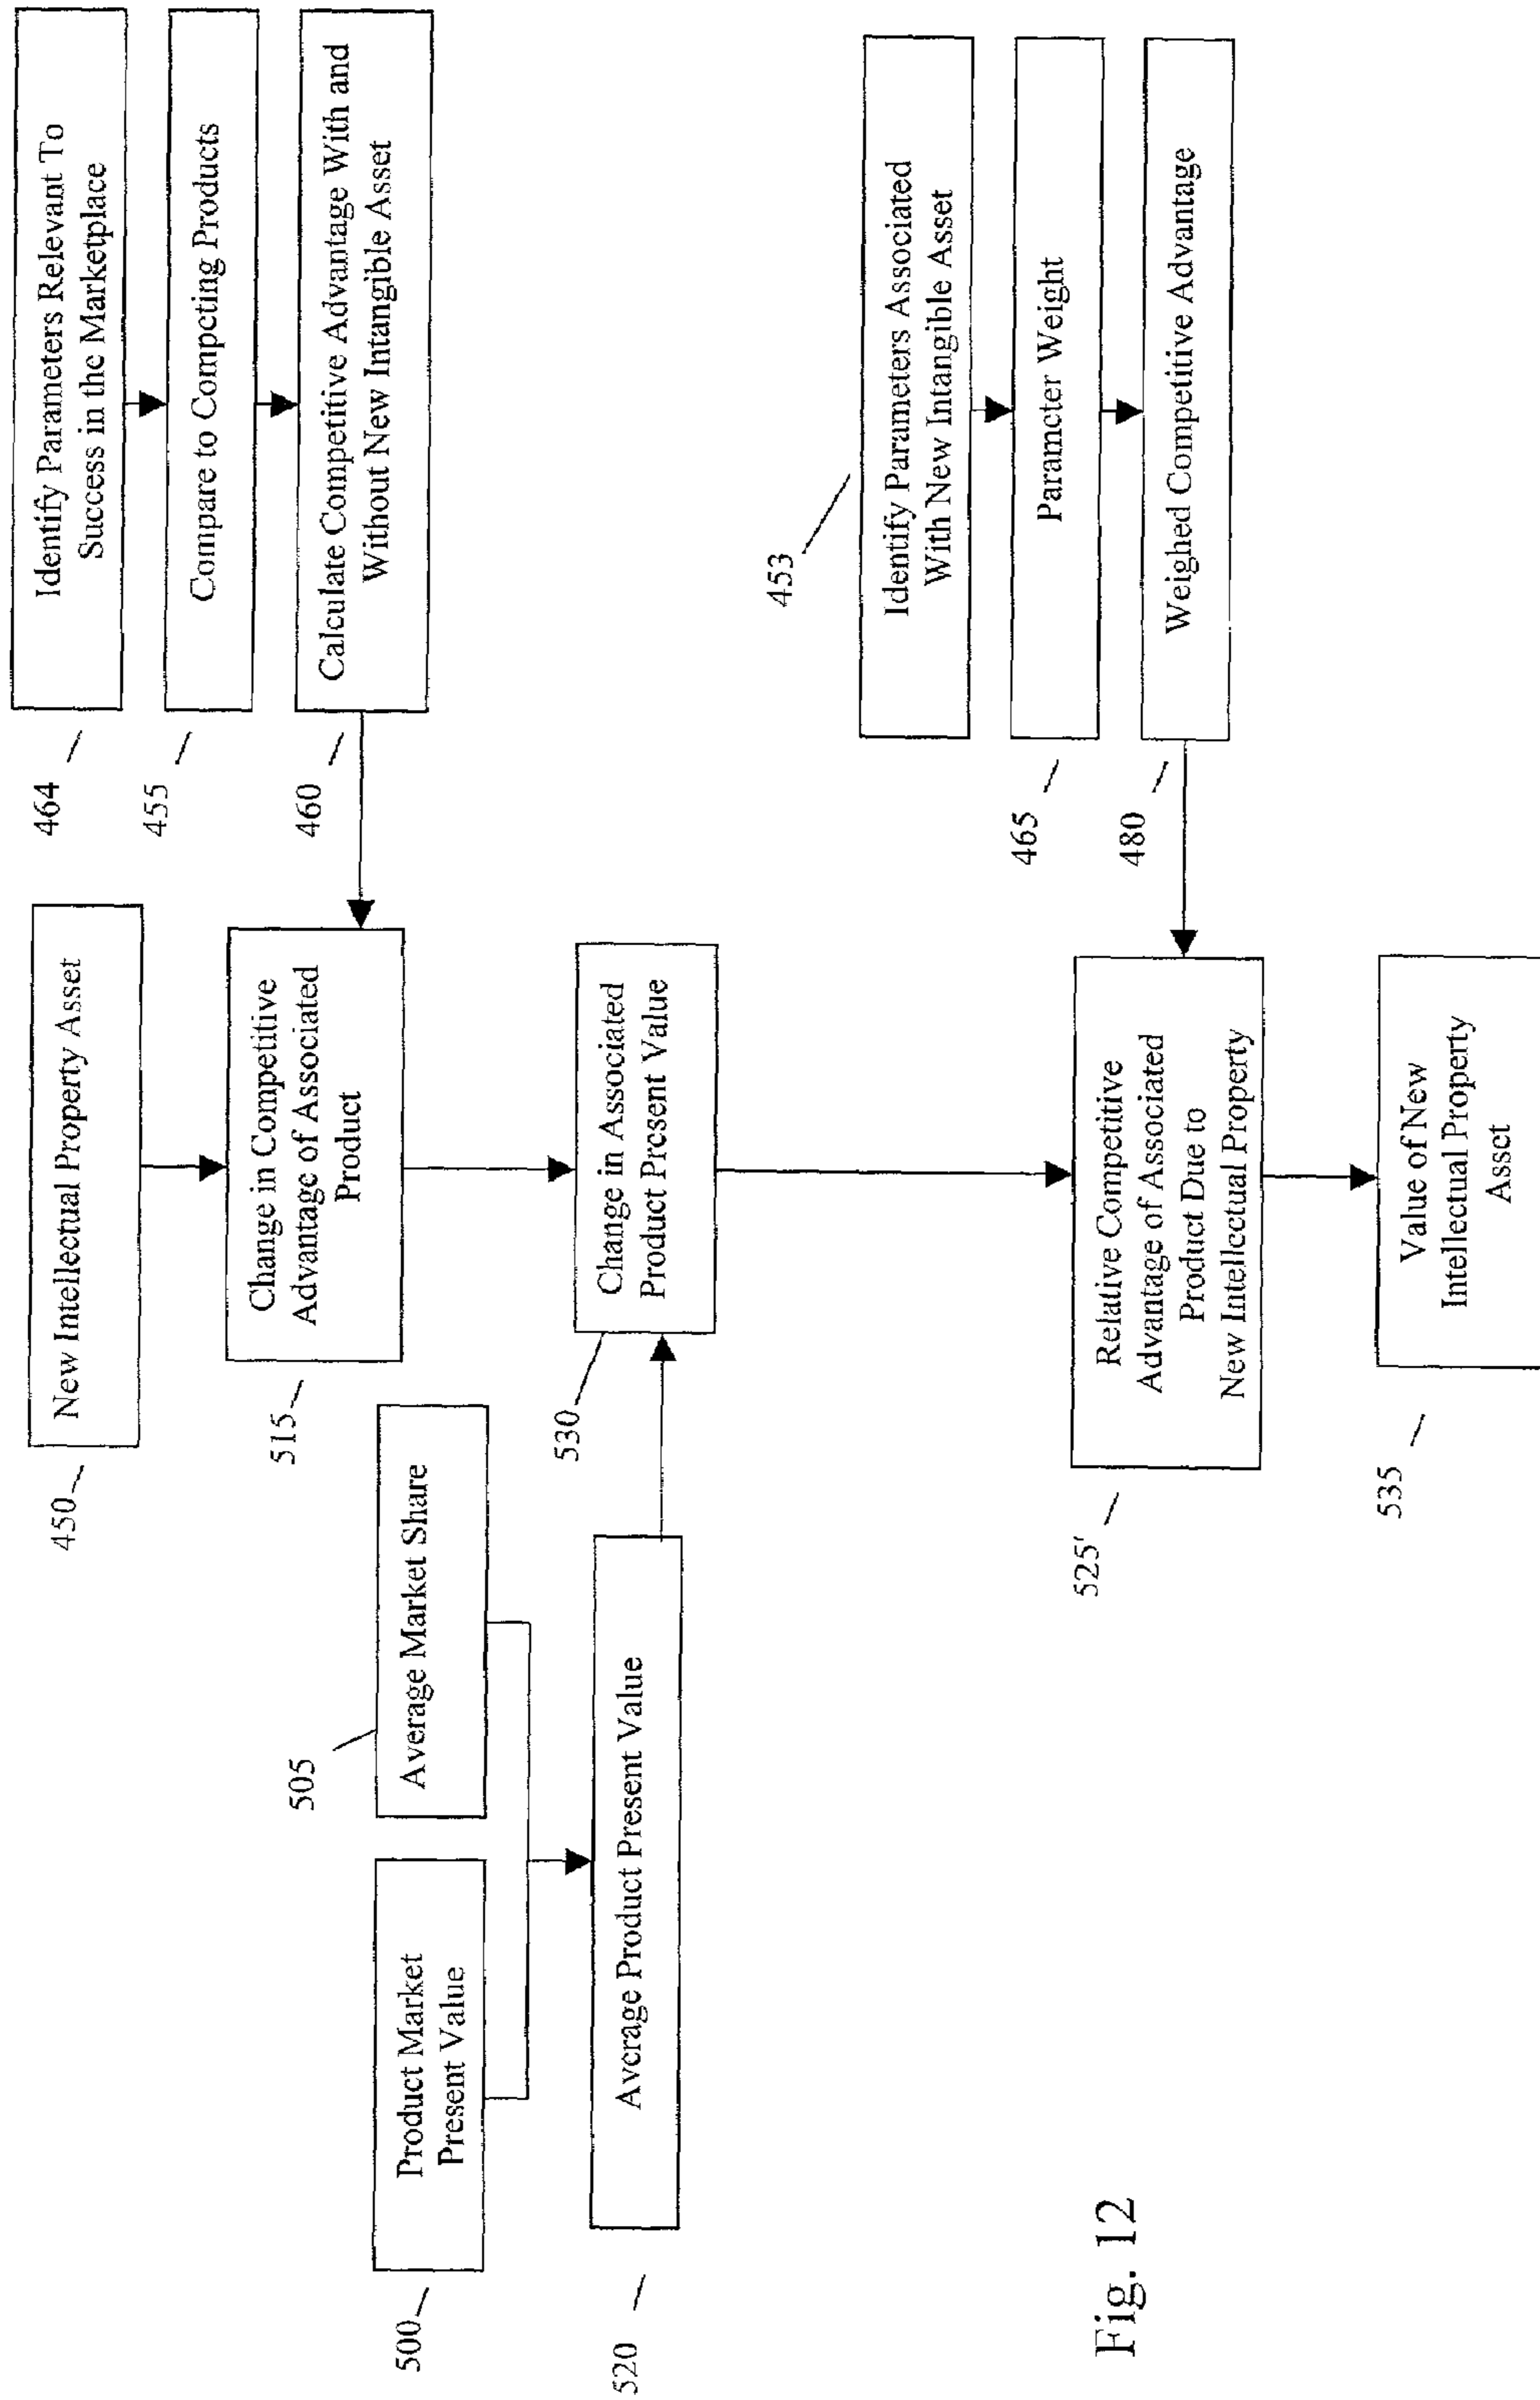 450
New Intellectual Property Asset
464
Identify Parameters Relevant To
Success in the Marketplace
455
Compare to Competing Products
460
Calculate Competitive Advantage With and
Without New Intangible Asset
515
Change in Competitive
Advantage of Associated
Product
500
Product Market
Present Value
505
Average Market Share
520
Average Product Present Value
530
Change in Associated
Product Present Value
453
Identify Parameters Associated
With New Intangible Asset
465
Parameter Weight
480
Weighed Competitive Advantage
525'
Relative Competitive
Advantage of Associated
Product Due to
New Intellectual Property
535
Value of New
Intellectual Property
Asset
Fig. 12